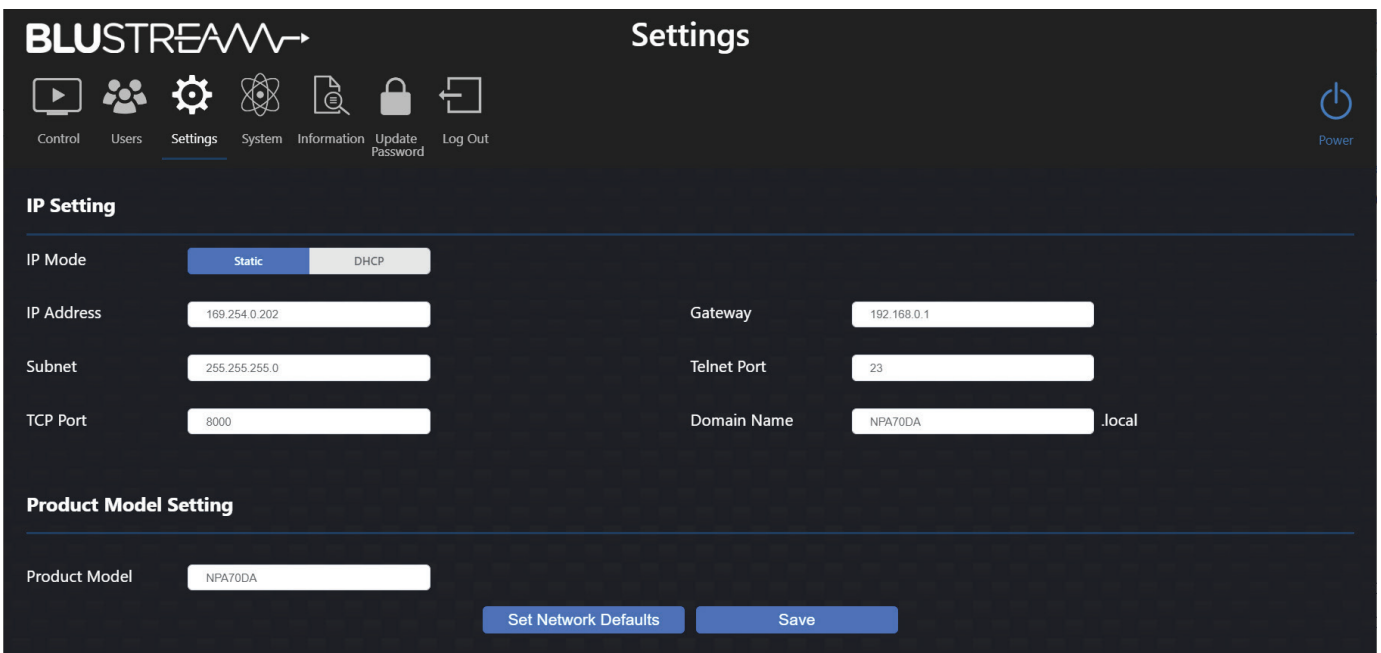 BLUSTREAM
Settings
Control Users Settings System Information Update Password Log Out
Power
IP Setting
IP Mode Static DHCP
IP Address 169.254.0.202 Gateway 192.168.0.1
Subnet 255.255.255.0 Telnet Port 23
TCP Port 8000 Domain Name NPA70DA .local
Product Model Setting
Product Model NPA70DA
Set Network Defaults Save